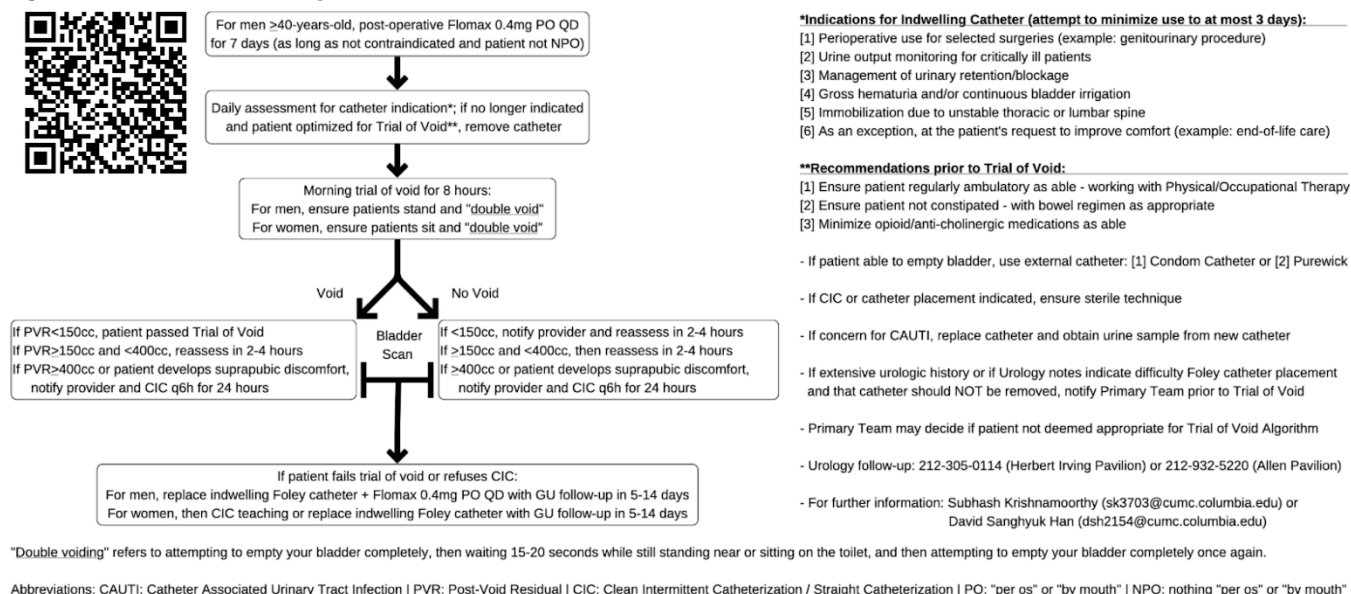 For men ≥40-years-old, post-operative Flomax 0.4mg PO QD
for 7 days (as long as not contraindicated and patient not NPO)
Daily assessment for catheter indication*; if no longer indicated
and patient optimized for Trial of Void**, remove catheter
Morning trial of void for 8 hours:
For men, ensure patients stand and "double void"
For women, ensure patients sit and "double void"
Void
No Void
If PVR<150cc, patient passed Trial of Void
If PVR≥150cc and <400cc, reassess in 2-4 hours
If PVR≥400cc or patient develops suprapubic discomfort,
notify provider and CIC q6h for 24 hours
Bladder
Scan
If <150cc, notify provider and reassess in 2-4 hours
If ≥150cc and <400cc, then reassess in 2-4 hours
If ≥400cc or patient develops suprapubic discomfort,
notify provider and CIC q6h for 24 hours
If patient fails trial of void or refuses CIC:
For men, replace indwelling Foley catheter + Flomax 0.4mg PO QD with GU follow-up in 5-14 days
For women, then CIC teaching or replace indwelling Foley catheter with GU follow-up in 5-14 days
*Indications for Indwelling Catheter (attempt to minimize use to at most 3 days):
[1] Perioperative use for selected surgeries (example: genitourinary procedure)
[2] Urine output monitoring for critically ill patients
[3] Management of urinary retention/blockage
[4] Gross hematuria and/or continuous bladder irrigation
[5] Immobilization due to unstable thoracic or lumbar spine
[6] As an exception, at the patient's request to improve comfort (example: end-of-life care)
**Recommendations prior to Trial of Void:
[1] Ensure patient regularly ambulatory as able - working with Physical/Occupational Therapy
[2] Ensure patient not constipated - with bowel regimen as appropriate
[3] Minimize opioid/anti-cholinergic medications as able
- If patient able to empty bladder, use external catheter: [1] Condom Catheter or [2] Purewick
- If CIC or catheter placement indicated, ensure sterile technique
- If concern for CAUTI, replace catheter and obtain urine sample from new catheter
- If extensive urologic history or if Urology notes indicate difficulty Foley catheter placement
and that catheter should NOT be removed, notify Primary Team prior to Trial of Void
- Primary Team may decide if patient not deemed appropriate for Trial of Void Algorithm
- Urology follow-up: 212-305-0114 (Herbert Irving Pavilion) or 212-932-5220 (Allen Pavilion)
- For further information: Subhash Krishnamoorthy (sk3703@cumc.columbia.edu) or
David Sanghyuk Han (dsh2154@cumc.columbia.edu)
"Double voiding" refers to attempting to empty your bladder completely, then waiting 15-20 seconds while still standing near or sitting on the toilet, and then attempting to empty your bladder completely once again.
Abbreviations: CAUTI: Catheter Associated Urinary Tract Infection | PVR: Post-Void Residual | CIC: Clean Intermittent Catheterization / Straight Catheterization | PO: "per os" or "by mouth" | NPO: nothing "per os" or "by mouth"